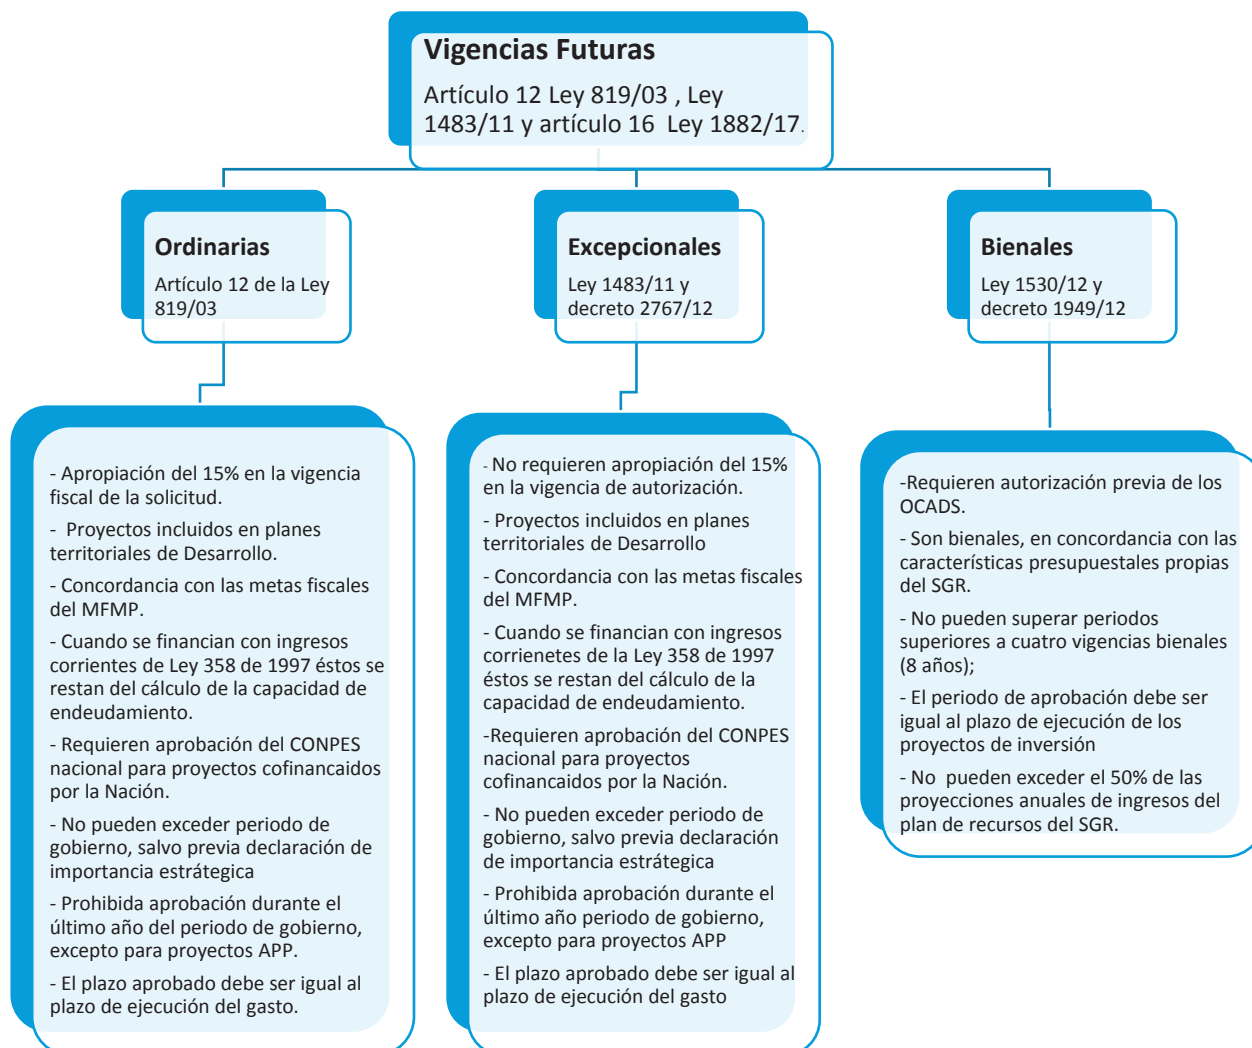 Vigencias Futuras
Artículo 12 Ley 819/03 , Ley
1483/11 y artículo 16 Ley 1882/17.
Ordinarias
Artículo 12 de la Ley
819/03
Excepcionales
Ley 1483/11 y
decreto 2767/12
Bienales
Ley 1530/12 y
decreto 1949/12
- Apropiación del 15% en la vigencia
fiscal de la solicitud.
- Proyectos incluidos en planes
territoriales de Desarrollo.
- Concordancia con las metas fiscales
del MFMP.
- Cuando se financian con ingresos
corrientes de Ley 358 de 1997 éstos se
restan del cálculo de la capacidad de
endeudamiento.
- Requieren aprobación del CONPES
nacional para proyectos cofinancaidos
por la Nación.
- No pueden exceder periodo de
gobierno, salvo previa declaración de
importancia estrátegica
- Prohibida aprobación durante el
último año del periodo de gobierno,
excepto para proyectos APP.
- El plazo aprobado debe ser igual al
plazo de ejecución del gasto.
- No requieren apropiación del 15%
en la vigencia de autorización.
- Proyectos incluidos en planes
territoriales de Desarrollo
- Concordancia con las metas fiscales
del MFMP.
- Cuando se financian con ingresos
corrienetes de la Ley 358 de 1997
éstos se restan del cálculo de la
capacidad de endeudamiento.
-Requieren aprobación del CONPES
nacional para proyectos
cofinancaidos por la Nación.
- No pueden exceder periodo de
gobierno, salvo previa declaración
de importancia estrátegica
- Prohibida aprobación durante el
último año periodo de gobierno,
excepto para proyectos APP
- El plazo aprobado debe ser igual al
plazo de ejecución del gasto
-Requieren autorización previa de los
OCADS.
- Son bienales, en concordancia con las
características presupuestales propias
del SGR.
- No pueden superar periodos
superiores a cuatro vigencias bienales
(8 años);
- El periodo de aprobación debe ser
igual al plazo de ejecución de los
proyectos de inversión
- No pueden exceder el 50% de las
proyecciones anuales de ingresos del
plan de recursos del SGR.